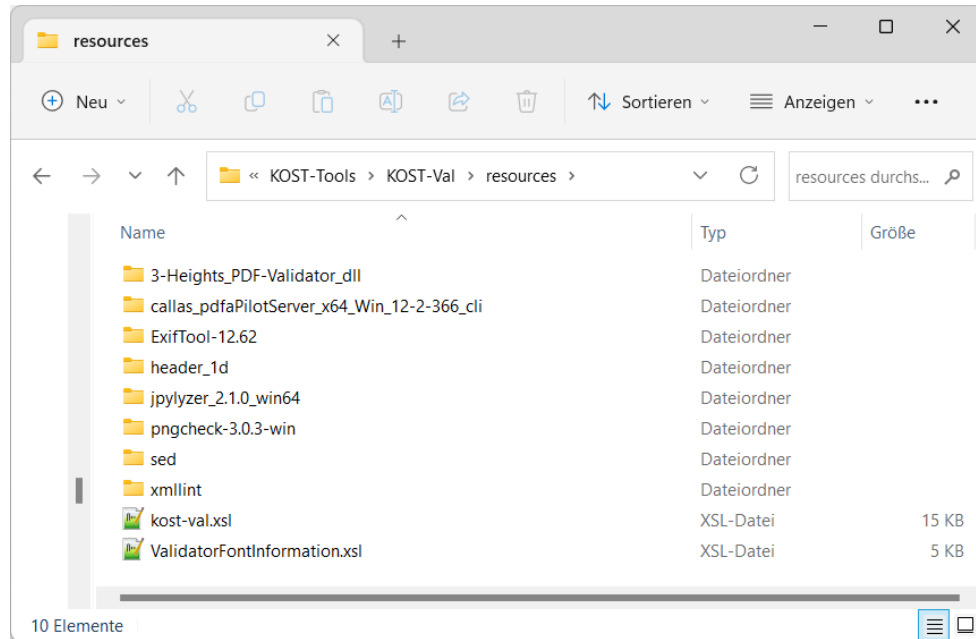 resources
Neu
Sortieren
Anzeigen
« KOST-Tools > KOST-Val > resources >
resources durchs...
Name Typ Größe
3-Heights_PDF-Validator_dll Dateiordner
callas_pdfaPilotServer_x64_Win_12-2-366_cli Dateiordner
ExifTool-12.62 Dateiordner
header_1d Dateiordner
jpylyzer_2.1.0_win64 Dateiordner
pngcheck-3.0.3-win Dateiordner
sed Dateiordner
xmllint Dateiordner
kost-val.xsl XSL-Datei 15 KB
ValidatorFontInformation.xsl XSL-Datei 5 KB
10 Elemente